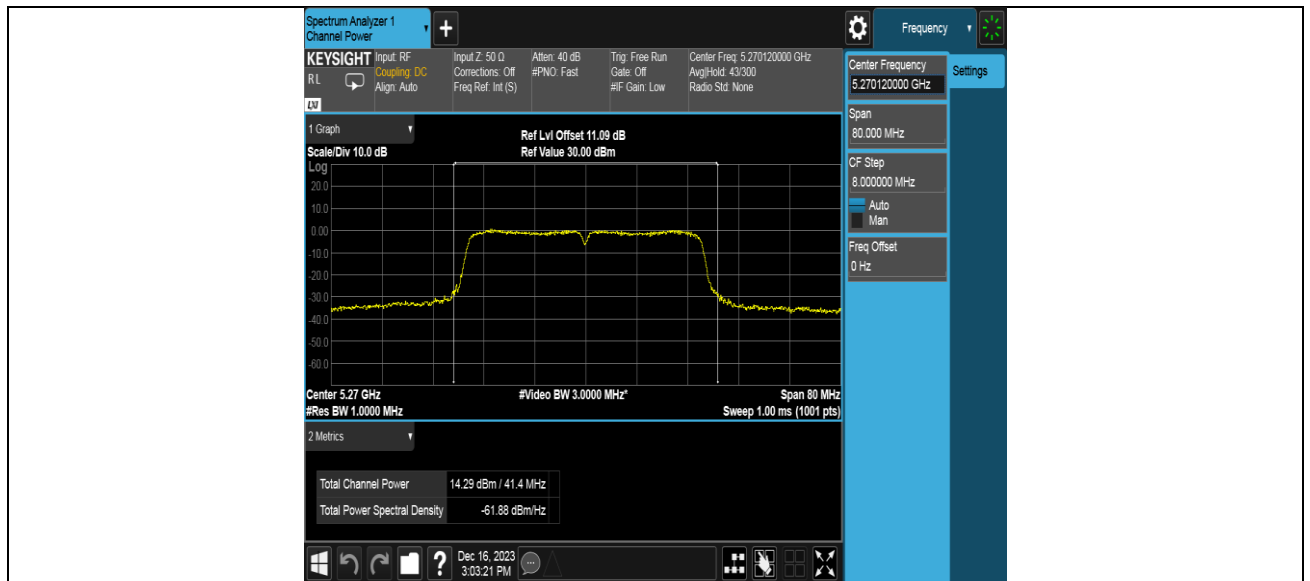 Spectrum Analyzer 1
Channel Power
+
Frequency
KEYSIGHT Input: RF Input Z: 50 Ω Atten: 40 dB Trig: Free Run Center Freq: 5.270120000 GHz
RL Coupling: DC Corrections: Off #PNO: Fast Gate: Off Avg|Hold: 43/300
Align: Auto Freq Ref: Int (S) #IF Gain: Low Radio Std: None
LXI
Center Frequency
5.270120000 GHz
Settings
Span
80.000 MHz
CF Step
8.000000 MHz
Auto
Man
Freq Offset
0 Hz
1 Graph
Ref Lvl Offset 11.09 dB
Scale/Div 10.0 dB Ref Value 30.00 dBm
Log
20.0
10.0
0.00
-10.0
-20.0
-30.0
-40.0
-50.0
-60.0
Center 5.27 GHz #Video BW 3.0000 MHz* Span 80 MHz
#Res BW 1.0000 MHz Sweep 1.00 ms (1001 pts)
2 Metrics
Total Channel Power 14.29 dBm / 41.4 MHz
Total Power Spectral Density -61.88 dBm/Hz
? Dec 16, 2023
3:03:21 PM